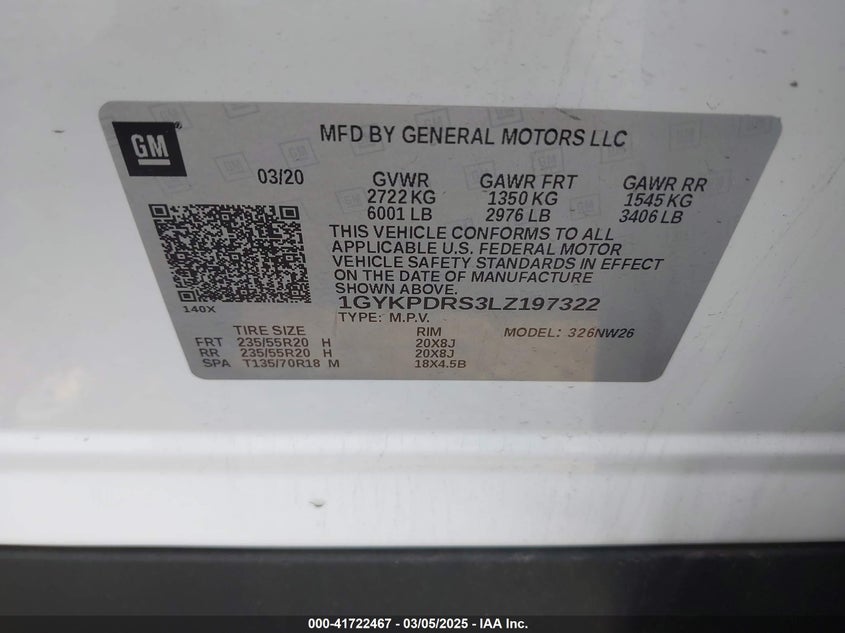 GM
MFD BY GENERAL MOTORS LLC
03/20 GVWR GAWR FRT GAWR RR
2722 KG 1350 KG 1545 KG
6001 LB 2976 LB 3406 LB
THIS VEHICLE CONFORMS TO ALL
APPLICABLE U.S. FEDERAL MOTOR
VEHICLE SAFETY STANDARDS IN EFFECT
ON THE DATE OF MANUFACTURE
SHOWN ABOVE.
140X
1GYKPDRS3LZ197322
TYPE: M.P.V.
TIRE SIZE RIM MODEL: 326NW26
FRT 235/55R20 H 20X8J
RR 235/55R20 H 20X8J
SPA T135/70R18 M 18X4.5B
000-41722467 - 03/05/2025 - IAA Inc.